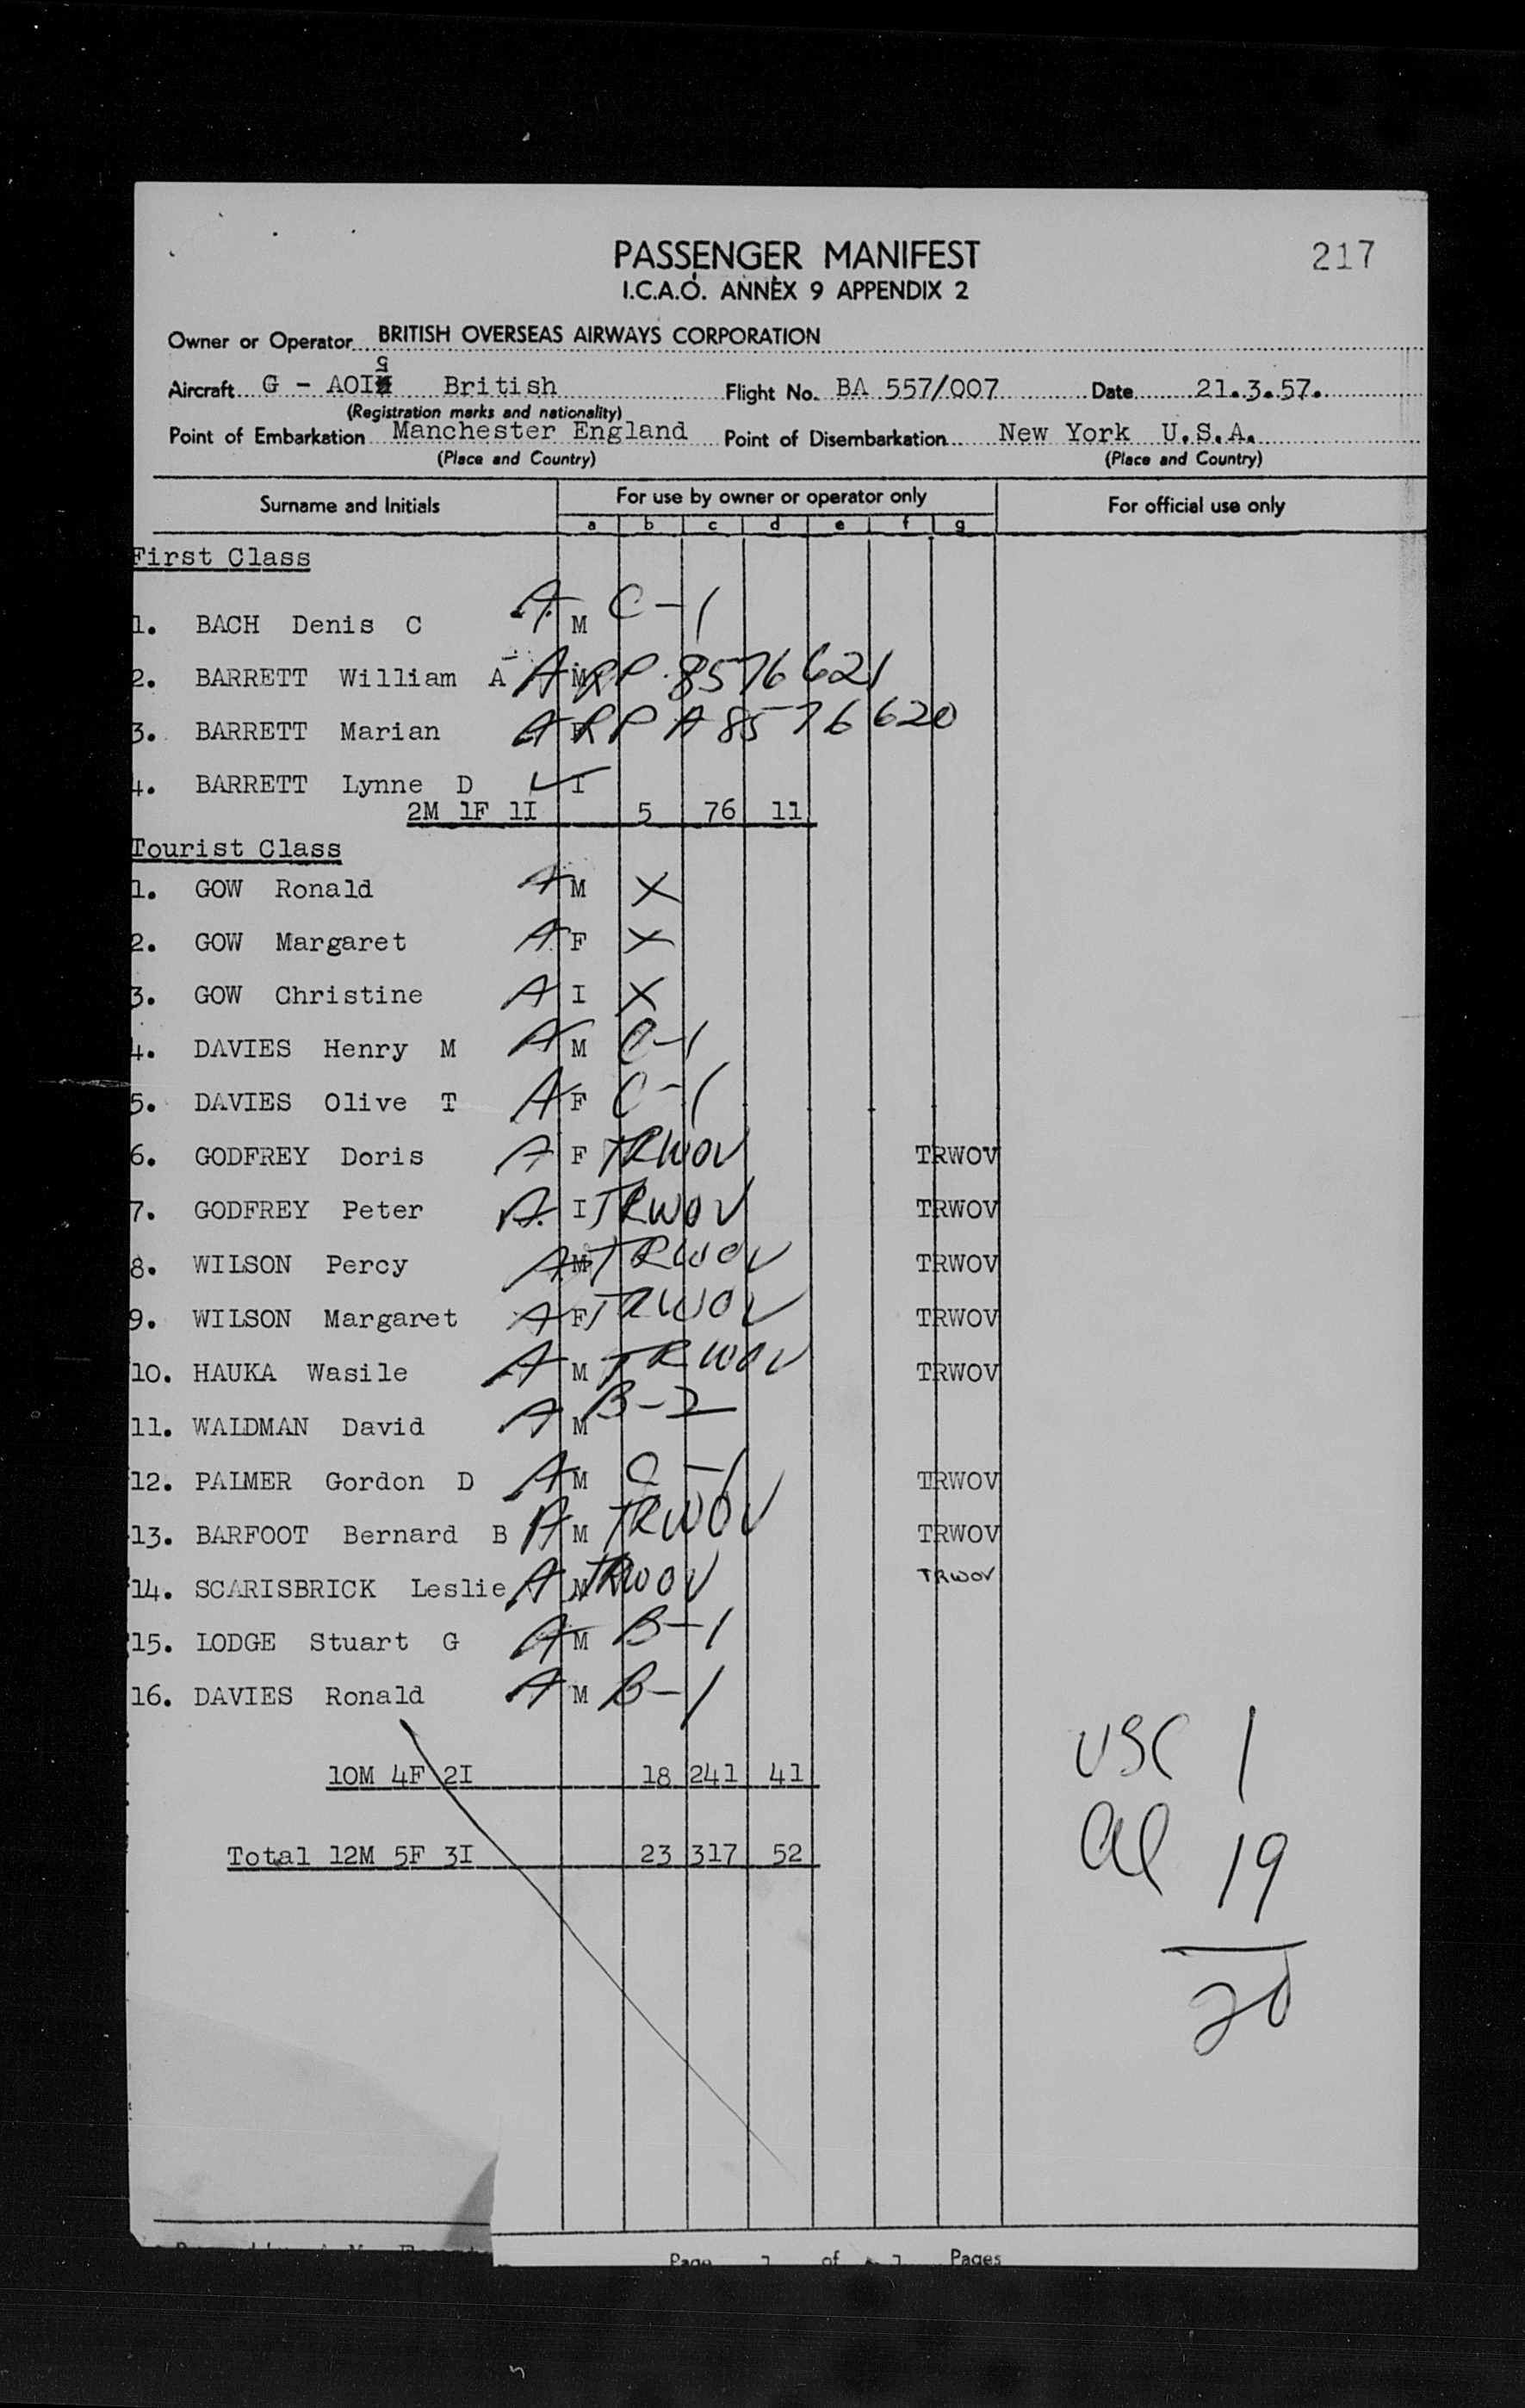 PASSENGER MANIFEST
217
I.C.A.O. ANNEX 9 APPENDIX 2
Owner or Operator BRITISH OVERSEAS AIRWAYS CORPORATION
Aircraft G - AOI British Flight No. BA 557/007 Date 21.3.57.
(Registration marks and nationality)
Point of Embarkation Manchester England Point of Disembarkation New York U.S.A.
(Place and Country) (Place and Country)
Surname and Initials For use by owner or operator only For official use only
a b c d e f g
First Class
1. BACH Denis C A M C-1
2. BARRETT William A A M RP 8576621
3. BARRETT Marian A RP A8576620
4. BARRETT Lynne D ✓ I
2M 1F 1I 5 76 11
Tourist Class
1. GOW Ronald A M X
2. GOW Margaret A F X
3. GOW Christine A I X
4. DAVIES Henry M A M C-1
5. DAVIES Olive T A F C-1
6. GODFREY Doris A F TRWOV TRWOV
7. GODFREY Peter A I TRWOV TRWOV
8. WILSON Percy A M TRWOV TRWOV
9. WILSON Margaret A F TRWOV TRWOV
10. HAUKA Wasile A M TRWOV TRWOV
11. WALDMAN David A M B-2
12. PALMER Gordon D A M C-1 TRWOV
13. BARFOOT Bernard B A M TRWOV TRWOV
14. SCARISBRICK Leslie A M TRWOV TRWOV
15. LODGE Stuart G A M B-1
16. DAVIES Ronald A M B-1
USC 1
10M 4F 2I 18 241 41
al 19
Total 12M 5F 3I 23 317 52
20
Page 1 of 1 Pages